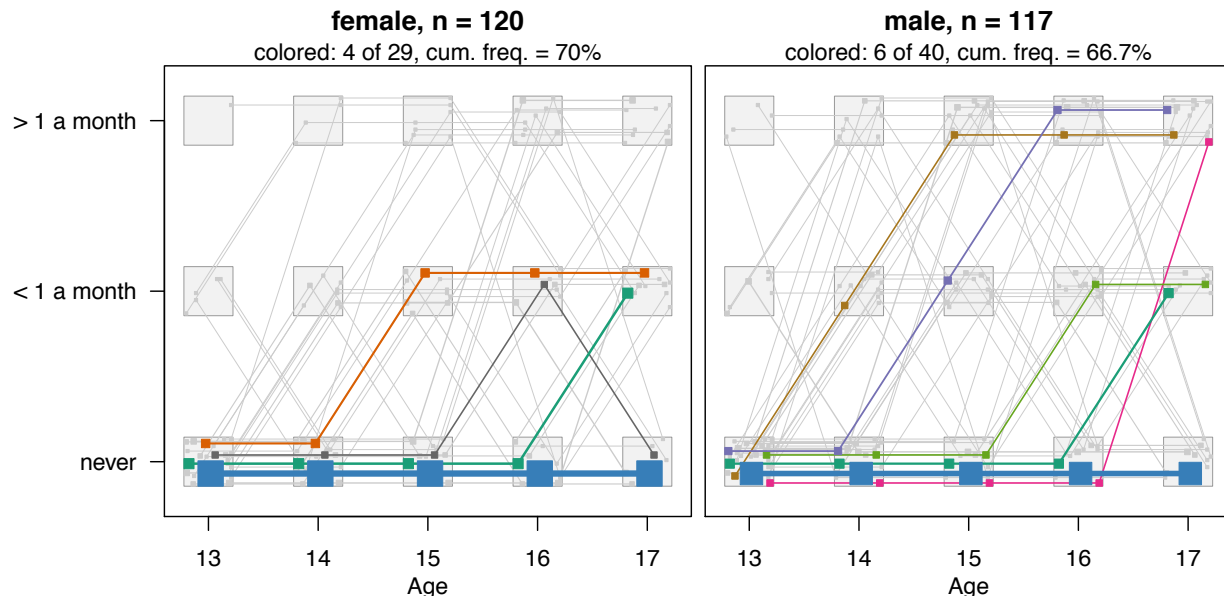 female, n = 120
colored: 4 of 29, cum. freq. = 70%
male, n = 117
colored: 6 of 40, cum. freq. = 66.7%
> 1 a month
< 1 a month
never
13 14 15 16 17
Age
13 14 15 16 17
Age